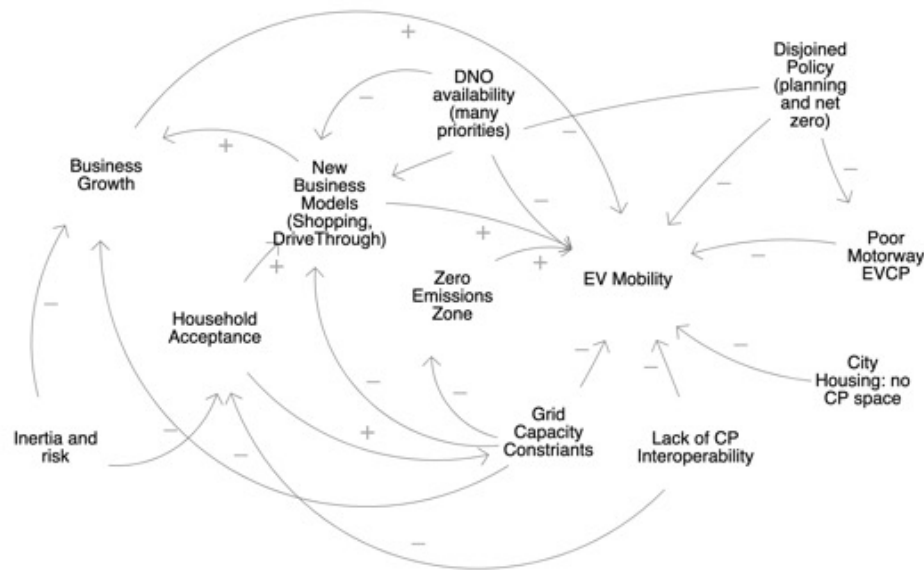 Disjoined
Policy
(planning
and net
zero)
DNO
availability
(many
priorities)
Business
Growth
New
Business
Models
(Shopping,
DriveThrough)
Poor
Motorway
EVCP
EV Mobility
Zero
Emissions
Zone
Household
Acceptance
City
Housing: no
CP space
Grid
Capacity
Constriants
Inertia and
risk
Lack of CP
Interoperability